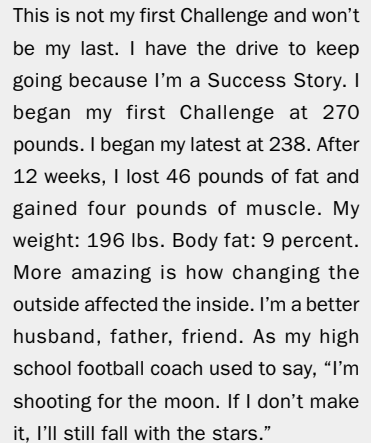 This is not my first Challenge and won't
be my last. I have the drive to keep
going because I'm a Success Story. I
began my first Challenge at 270
pounds. I began my latest at 238. After
12 weeks, I lost 46 pounds of fat and
gained four pounds of muscle. My
weight: 196 lbs. Body fat: 9 percent.
More amazing is how changing the
outside affected the inside. I'm a better
husband, father, friend. As my high
school football coach used to say, “I'm
shooting for the moon. If I don't make
it, I'll still fall with the stars.”